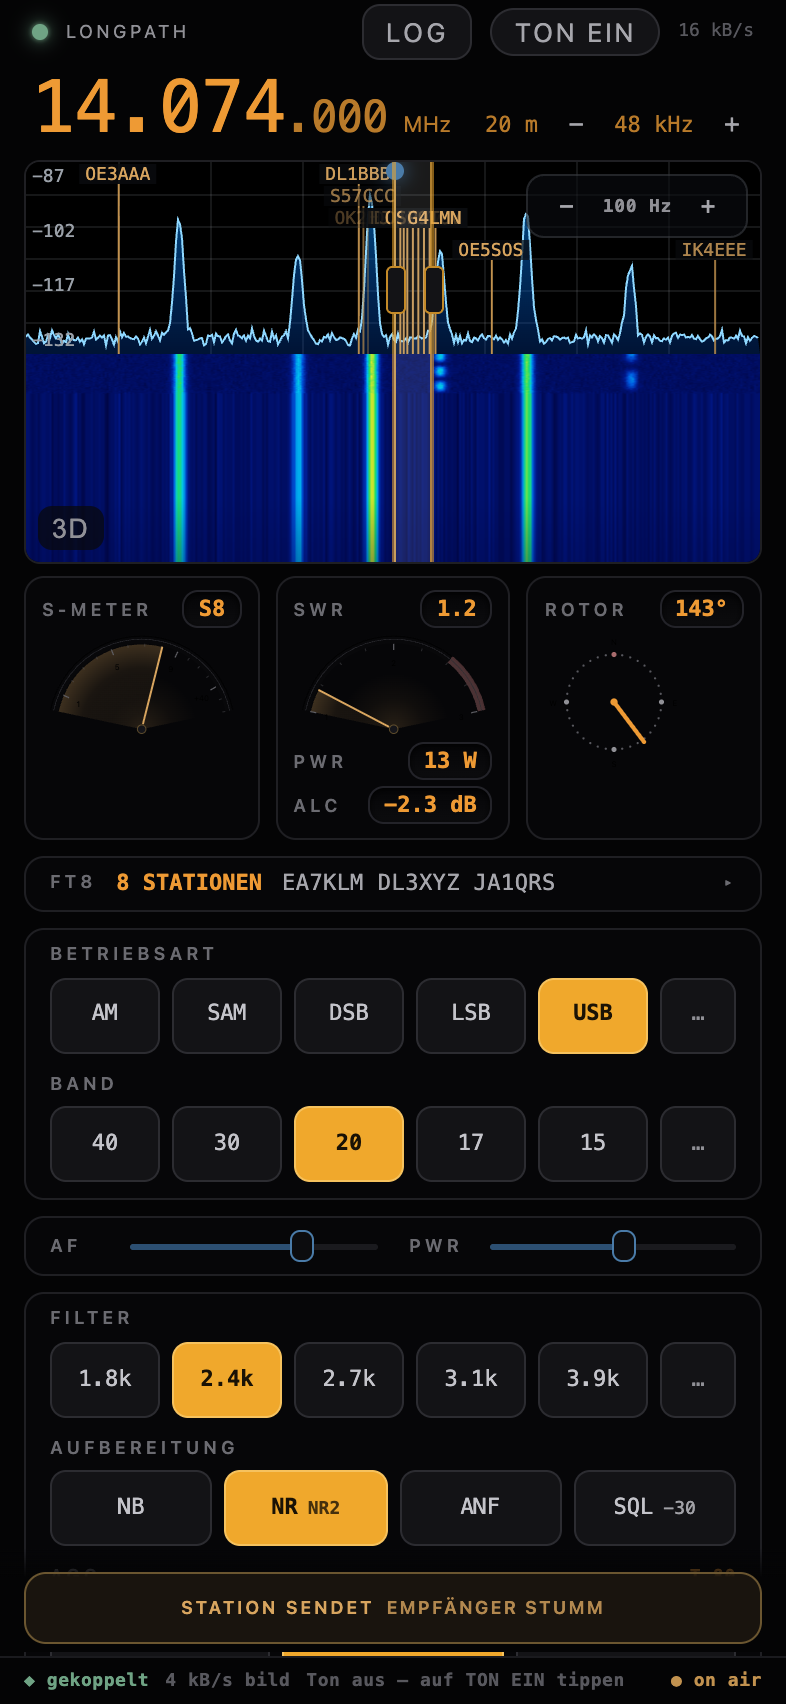 LONGPATH LOG TON EIN 16 kB/s
14.074.000 MHz 20 m − 48 kHz +
−87 OE3AAA DL1BBB
S57CCC − 100 Hz +
SG4LMN
−102
OE5SOS IK4EEE
−117
−132
3D
S-METER S8 SWR 1.2 ROTOR 143°
PWR 13 W
ALC −2.3 dB
FT8 8 STATIONEN EA7KLM DL3XYZ JA1QRS ▸
BETRIEBSART
AM SAM DSB LSB USB …
BAND
40 30 20 17 15 …
AF PWR
FILTER
1.8k 2.4k 2.7k 3.1k 3.9k …
AUFBEREITUNG
NB NR NR2 ANF SQL −30
STATION SENDET EMPFÄNGER STUMM
◆ gekoppelt 4 kB/s bild Ton aus — auf TON EIN tippen ● on air